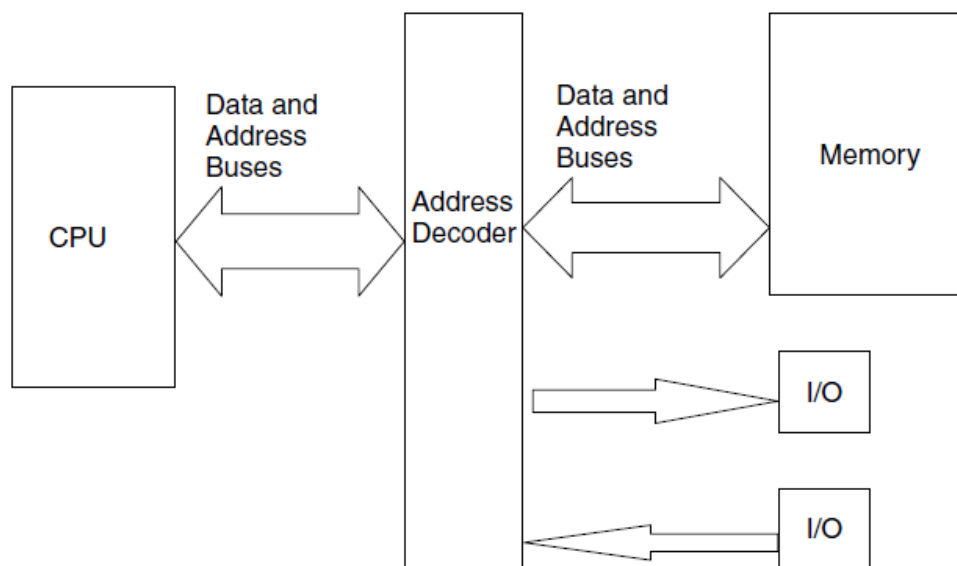 CPU
Data and
Address
Buses
Address
Decoder
Data and
Address
Buses
Memory
I/O
I/O